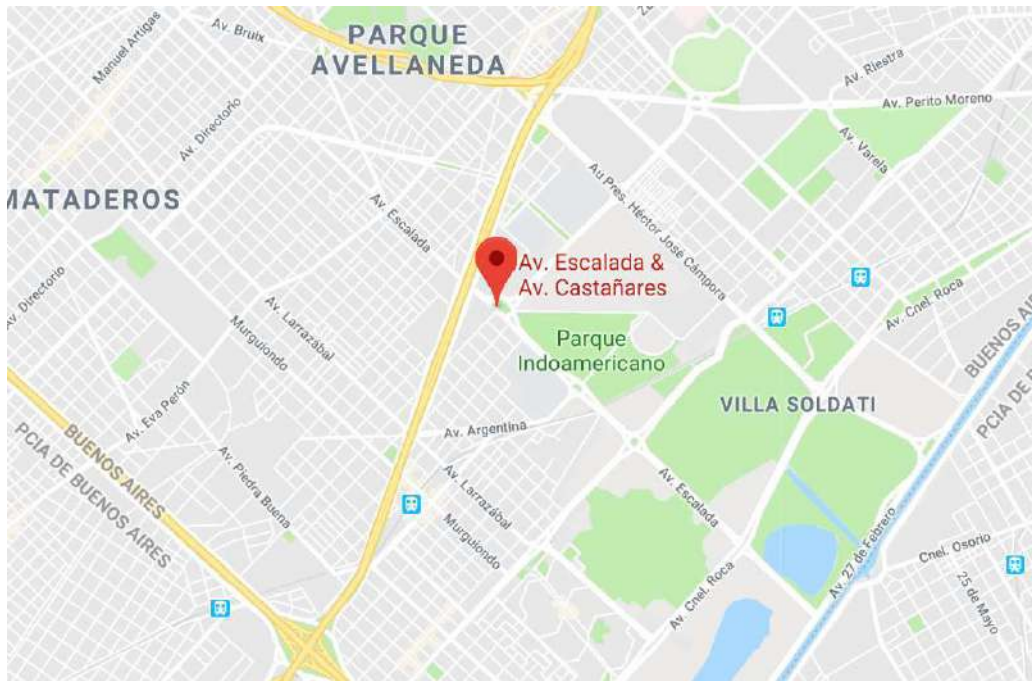 PARQUE
AVELLANEDA
Av. Bruix
Manuel Artigas
Av. Riestra
Av. Perito Moreno
Av. Directorio
Av. Varela
MATADEROS
Av. Escalada
Au Pres. Héctor José Cámpora
Av. Escalada &
Av. Castañares
Av. Directorio
Av. Larrazábal
Murguiondo
Parque
Indoamericano
Av. Cnel. Roca
BUENOS AI
PCIA DE B
VILLA SOLDATI
Av. Eva Perón
Av. Argentina
BUENOS AIRES
PCIA DE BUENOS AIRES
Av. Piedra Buena
Av. Larrazábal
Murguiondo
Av. Escalada
Av. 27 de Febrero
Cnel. Osorio
25 de Mayo
Av. Cnel. Roca